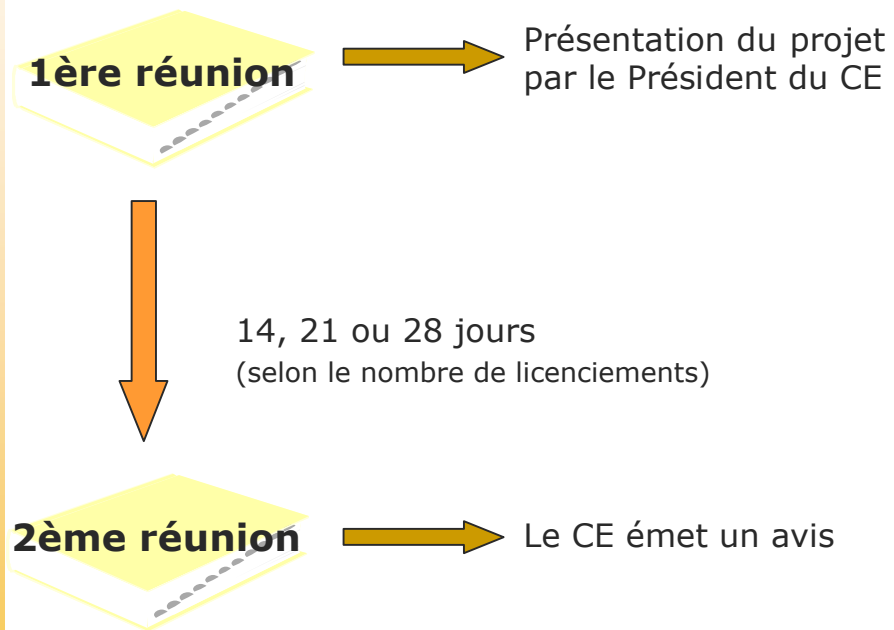 1ère réunion
Présentation du projet
par le Président du CE
14, 21 ou 28 jours
(selon le nombre de licenciements)
2ème réunion
Le CE émet un avis